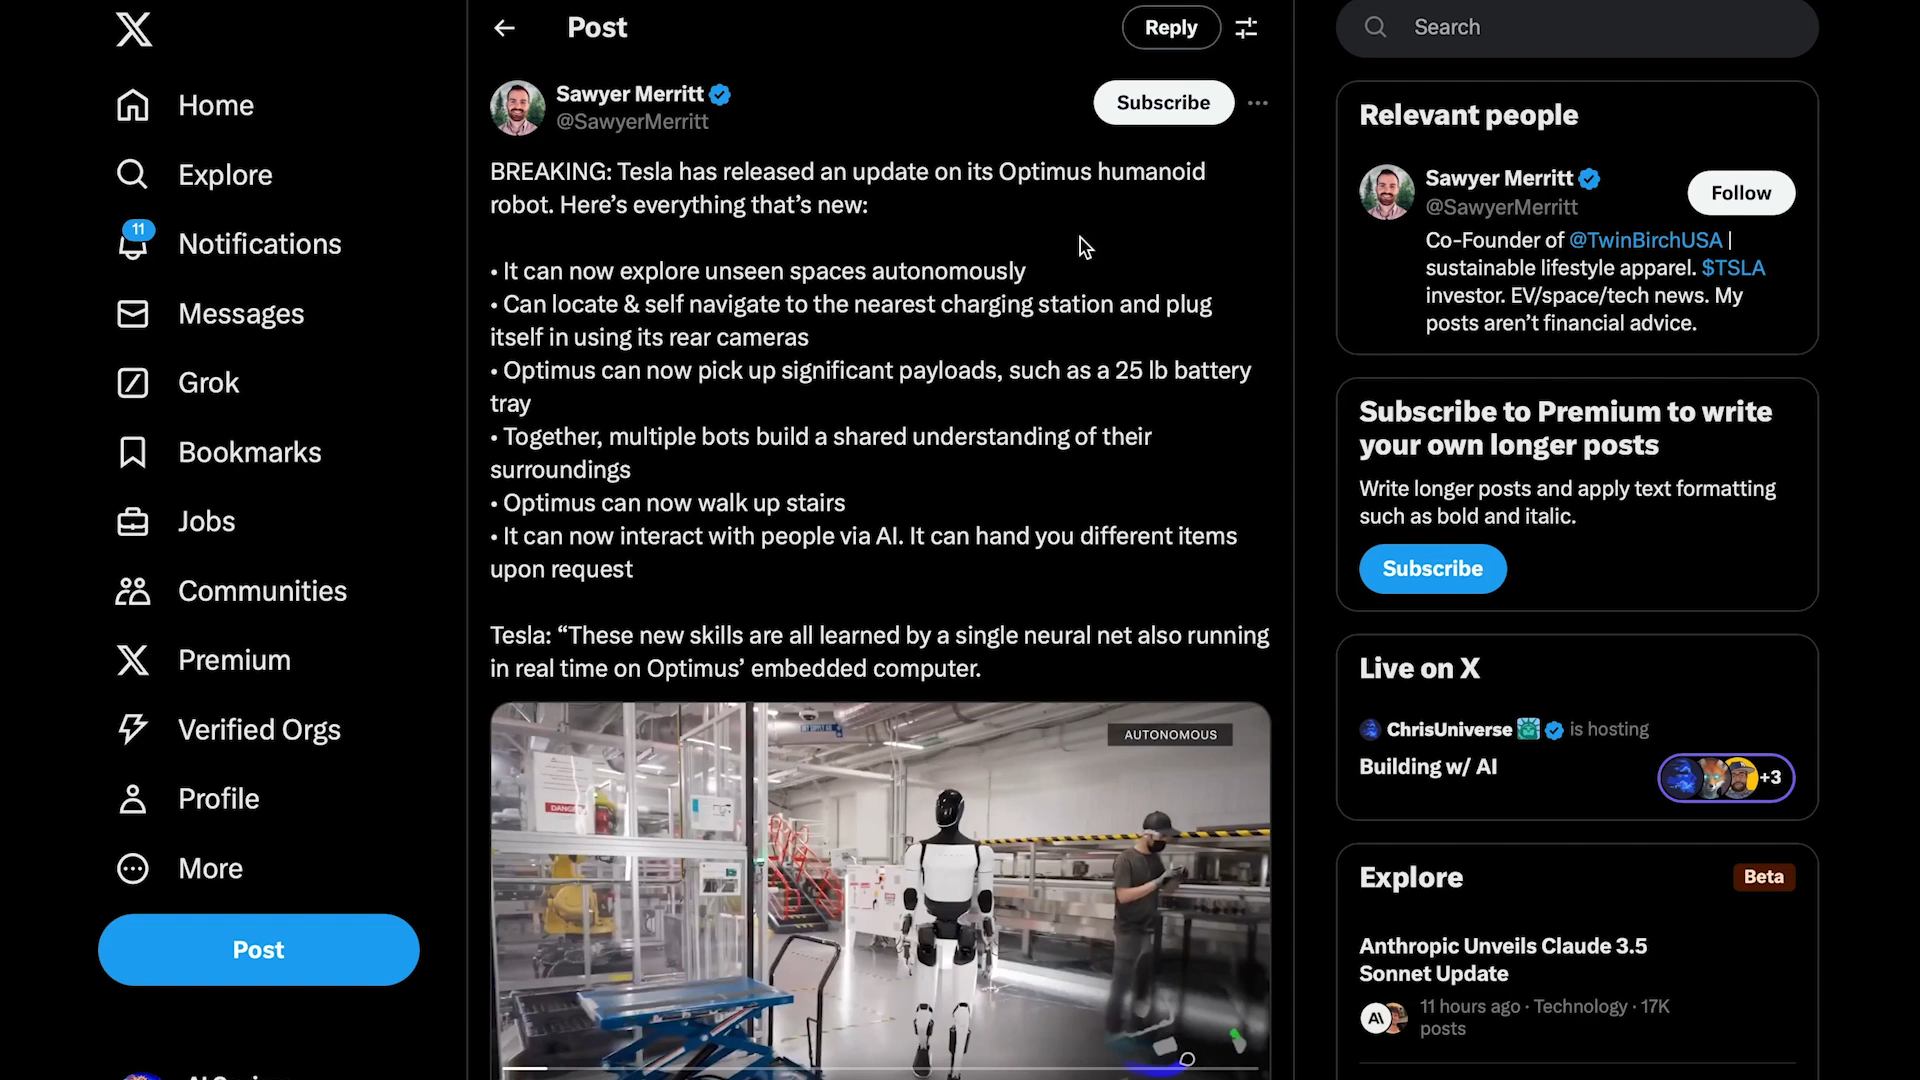 Home
Explore
11
Notifications
Messages
Grok
Bookmarks
Jobs
Communities
Premium
Verified Orgs
Profile
More
Post
Post
Reply
Sawyer Merritt
@SawyerMerritt
Subscribe
BREAKING: Tesla has released an update on its Optimus humanoid
robot. Here’s everything that’s new:
• It can now explore unseen spaces autonomously
• Can locate & self navigate to the nearest charging station and plug
itself in using its rear cameras
• Optimus can now pick up significant payloads, such as a 25 lb battery
tray
• Together, multiple bots build a shared understanding of their
surroundings
• Optimus can now walk up stairs
• It can now interact with people via AI. It can hand you different items
upon request
Tesla: “These new skills are all learned by a single neural net also running
in real time on Optimus’ embedded computer.
AUTONOMOUS
DANGER
Search
Relevant people
Sawyer Merritt
@SawyerMerritt
Follow
Co-Founder of @TwinBirchUSA |
sustainable lifestyle apparel. $TSLA
investor. EV/space/tech news. My
posts aren’t financial advice.
Subscribe to Premium to write
your own longer posts
Write longer posts and apply text formatting
such as bold and italic.
Subscribe
Live on X
ChrisUniverse is hosting
Building w/ AI
+3
Explore
Beta
Anthropic Unveils Claude 3.5
Sonnet Update
11 hours ago · Technology · 17K
posts